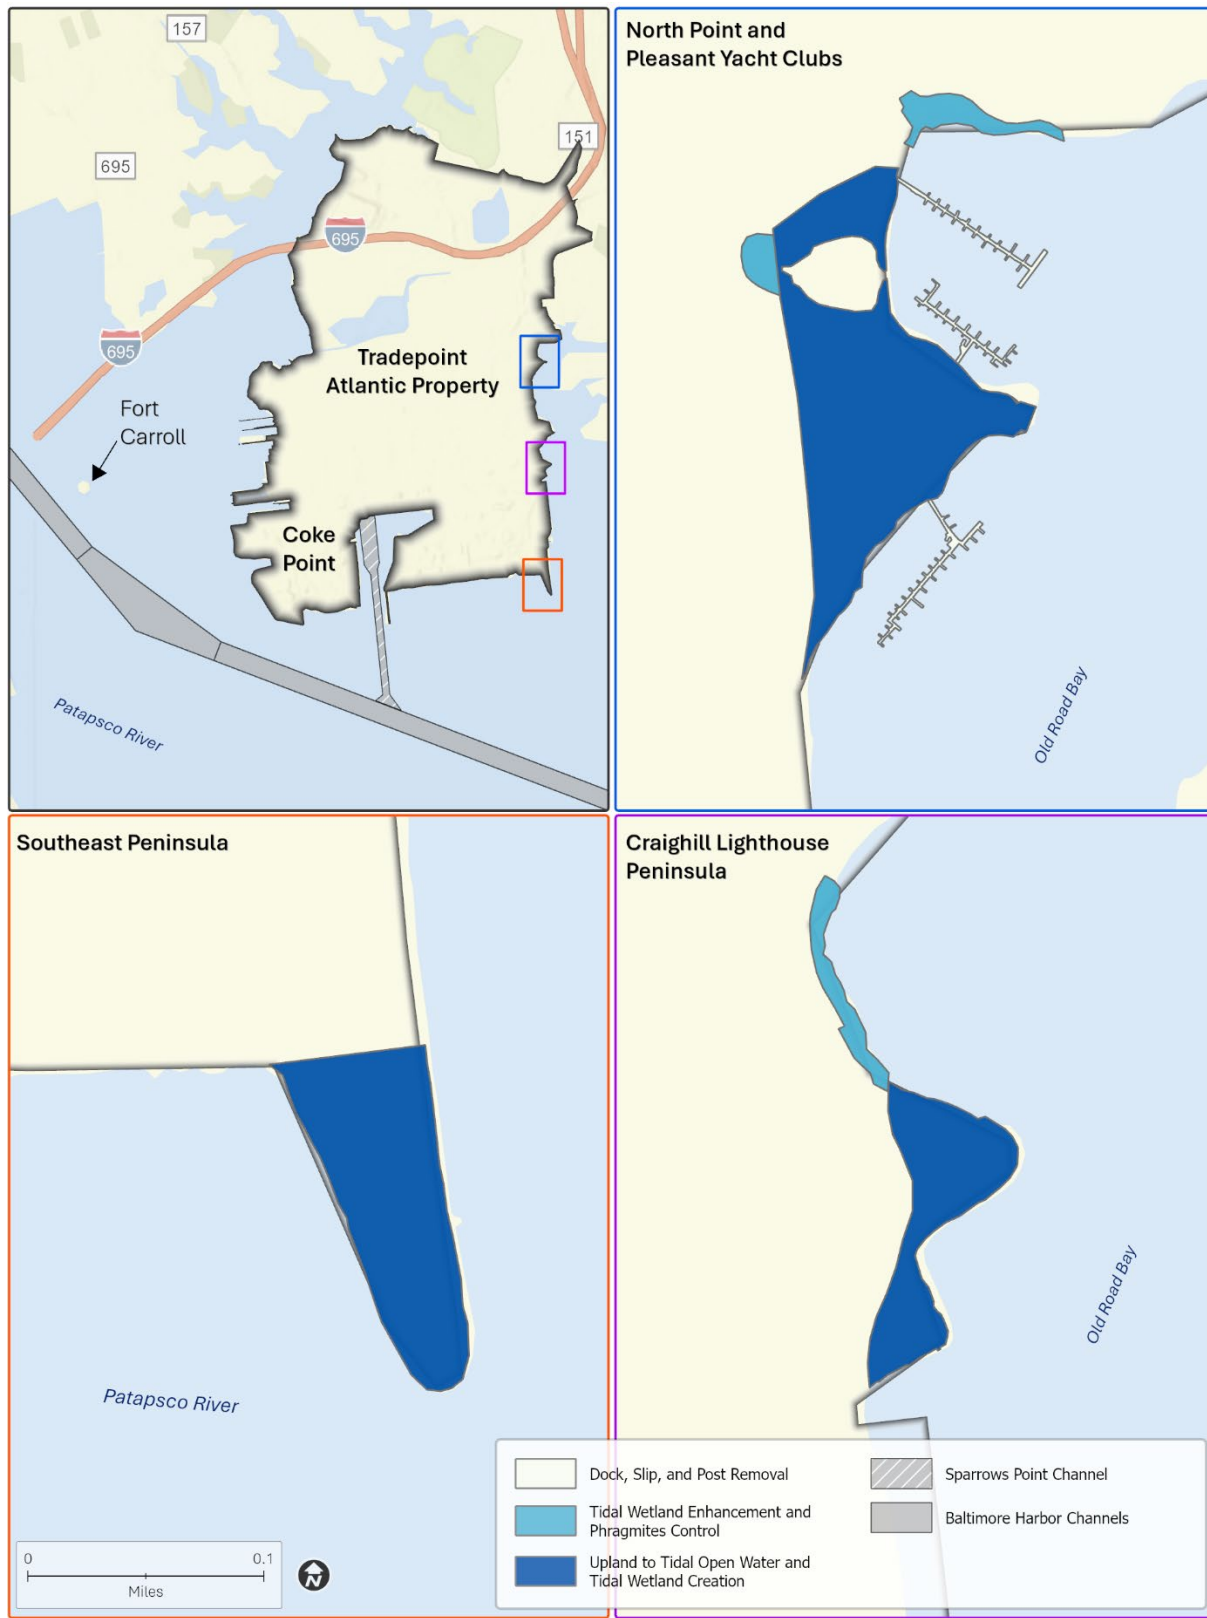 157
695
151
695
695
Tradepoint
Atlantic Property
Fort
Carroll
Coke
Point
Patapsco River
North Point and
Pleasant Yacht Clubs
Old Road Bay
Southeast Peninsula
Patapsco River
0
0.1
Miles
N
Craighill Lighthouse
Peninsula
Old Road Bay
Dock, Slip, and Post Removal
Tidal Wetland Enhancement and
Phragmites Control
Upland to Tidal Open Water and
Tidal Wetland Creation
Sparrows Point Channel
Baltimore Harbor Channels